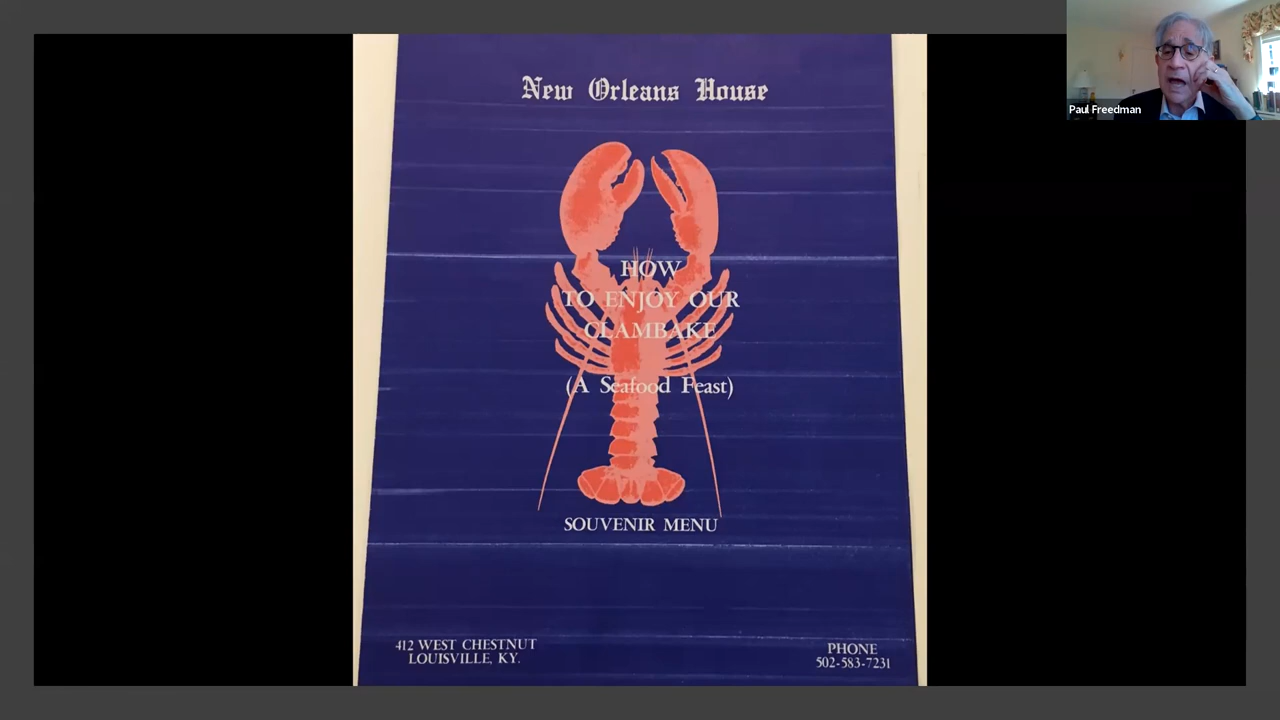 New Orleans House
HOW
TO ENJOY OUR
CLAMBAKE
(A Seafood Feast)
SOUVENIR MENU
412 WEST CHESTNUT
LOUISVILLE, KY.
PHONE
502-583-7231
Paul Freedman